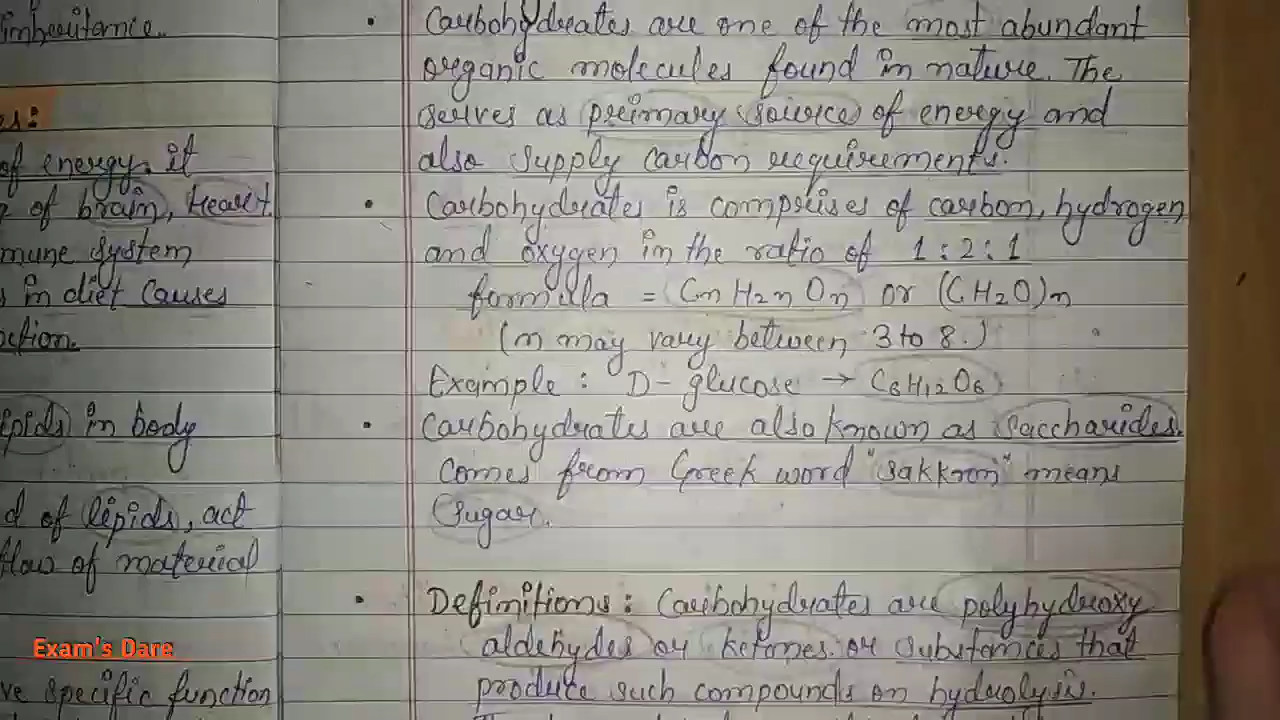 inheritance.
es:
of energy. it
of brain, Heart
mune system
s in diet causes
ction.
epids) in body
d of lipids, act
flow of material
Exam's Dare
ve specific function
• Carbohydrates are one of the most abundant
organic molecules found in nature. The
serves as primary source of energy and
also supply carbon requirements.
• Carbohydrates is comprises of carbon, hydrogen
and oxygen in the ratio of 1:2:1
formula = CnH2nOn or (CH2O)n
(n may vary between 3 to 8.)
Example : D-glucose → C6H12O6
• Carbohydrates are also known as saccharides.
comes from Greek word "sakkron" means
sugar.
• Definitions : Carbohydrates are polyhydroxy
aldehydes or ketones or substances that
produce such compounds on hydrolysis.